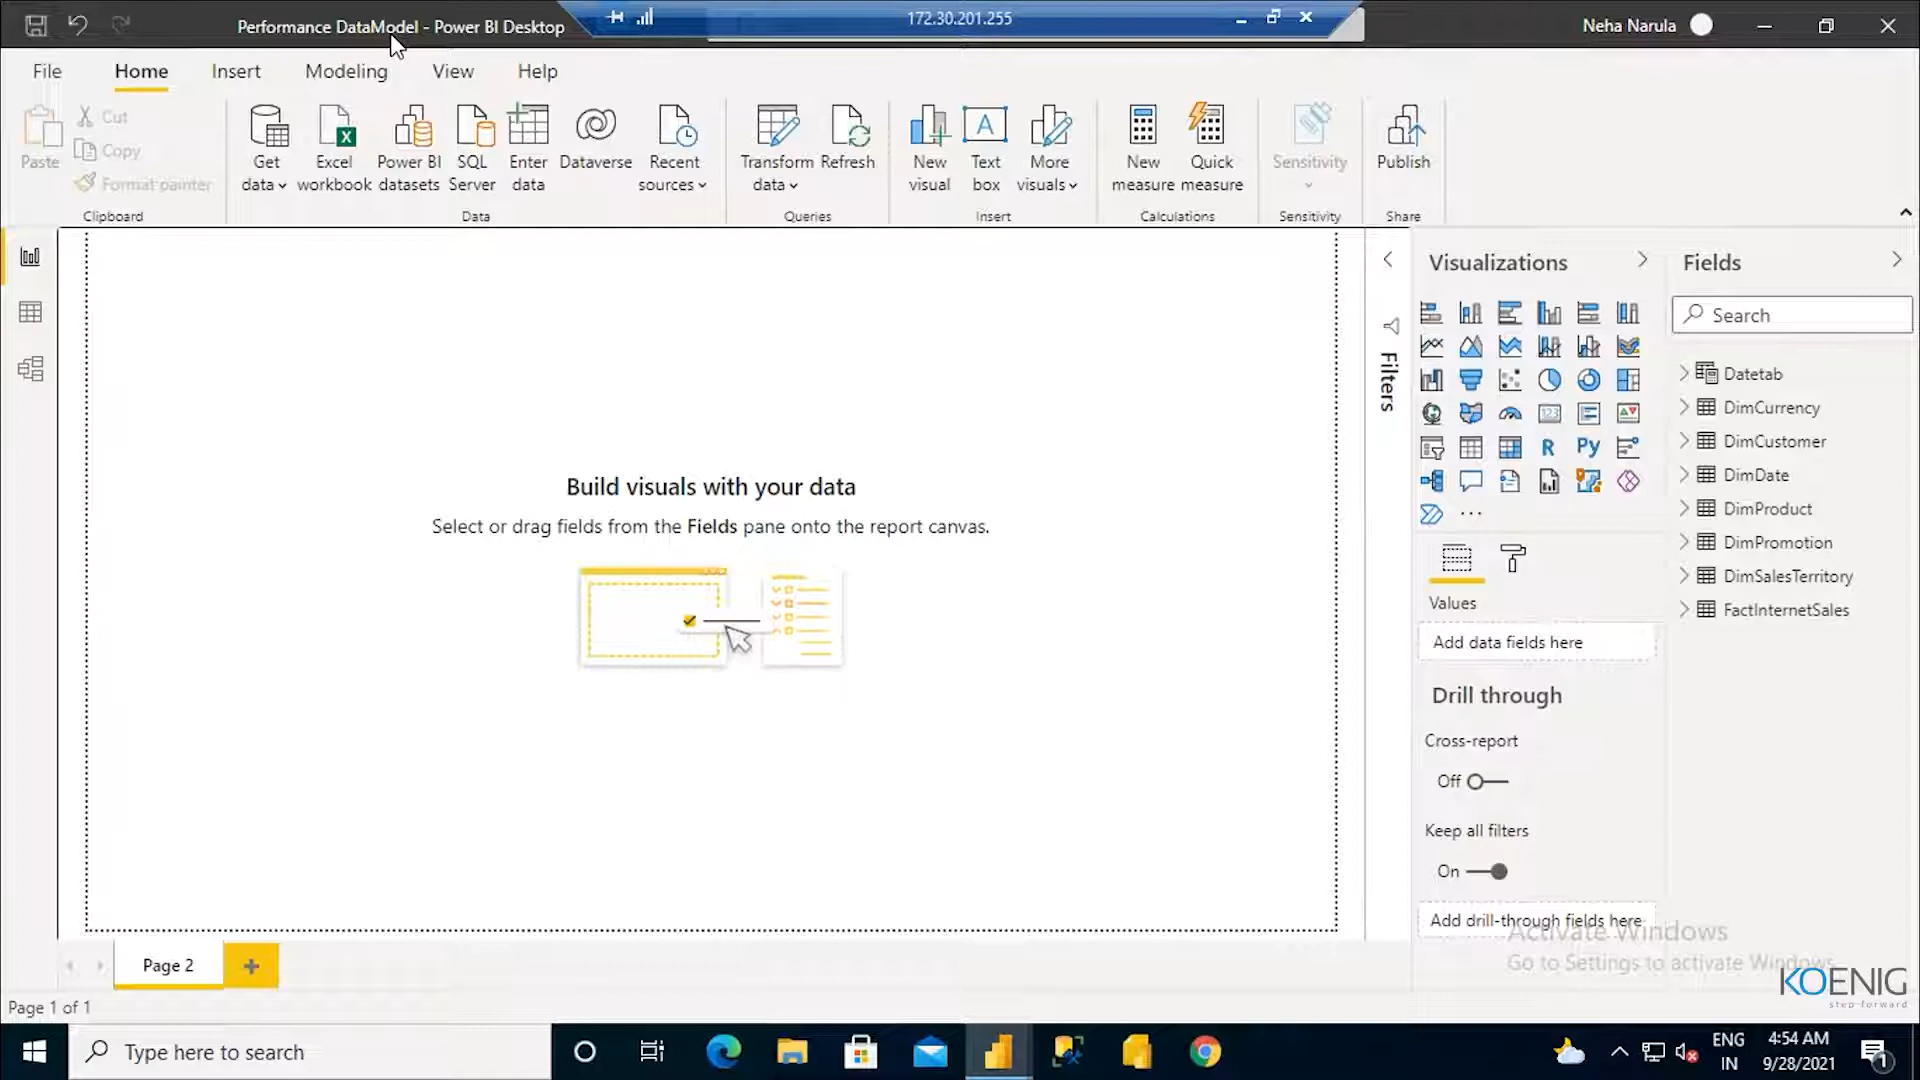 Performance DataModel - Power BI Desktop
172.30.201.255
Neha Narula
File
Home
Insert
Modeling
View
Help
Paste
Cut
Copy
Format painter
Clipboard
Get
data
Excel
workbook
Power BI
datasets
SQL
Server
Enter
data
Dataverse
Recent
sources
Data
Transform
data
Refresh
Queries
New
visual
A
Text
box
More
visuals
Insert
New
measure
Quick
measure
Calculations
Sensitivity
Sensitivity
Publish
Share
Build visuals with your data
Select or drag fields from the Fields pane onto the report canvas.
Filters
Visualizations
123
R
Py
...
Values
Add data fields here
Drill through
Cross-report
Off
Keep all filters
On
Add drill-through fields here
Fields
Search
Datetab
DimCurrency
DimCustomer
DimDate
DimProduct
DimPromotion
DimSalesTerritory
FactInternetSales
Activate Windows
Go to Settings to activate Windows.
KOENIG
step forward
Page 2
+
Page 1 of 1
Type here to search
ENG
IN
4:54 AM
9/28/2021
1